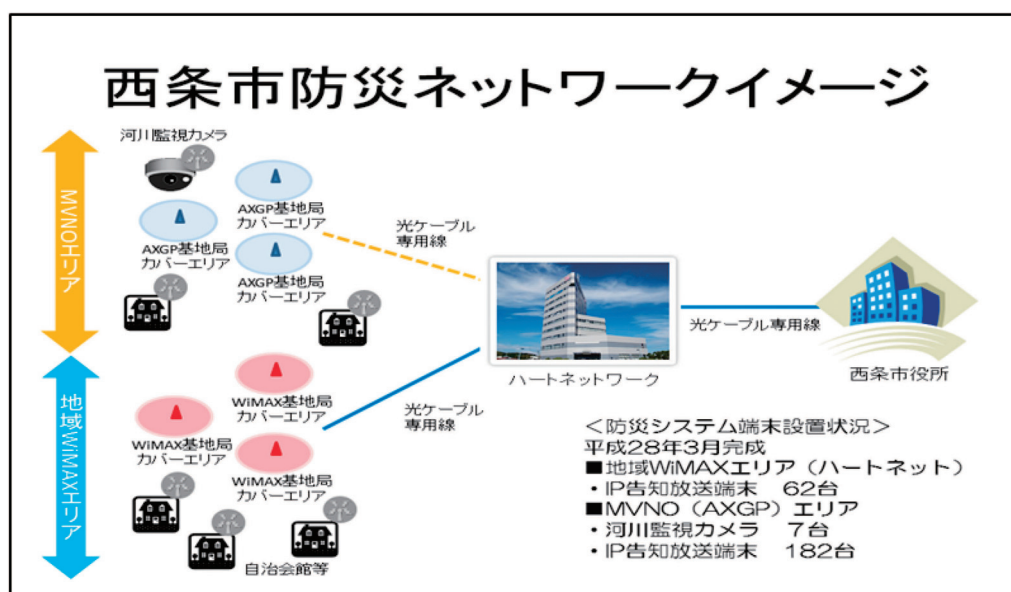 西条市防災ネットワークイメージ
MVNOエリア
河川監視カメラ
AXGP基地局
カバーエリア
AXGP基地局
カバーエリア
AXGP基地局
カバーエリア
光ケーブル
専用線
ハートネットワーク
光ケーブル専用線
西条市役所
地域WiMAXエリア
WiMAX基地局
カバーエリア
WiMAX基地局
カバーエリア
WiMAX基地局
カバーエリア
光ケーブル
専用線
自治会館等
＜防災システム端末設置状況＞
平成28年3月完成
■地域WiMAXエリア（ハートネット）
・IP告知放送端末　62台
■MVNO（AXGP）エリア
・河川監視カメラ　7台
・IP告知放送端末　182台